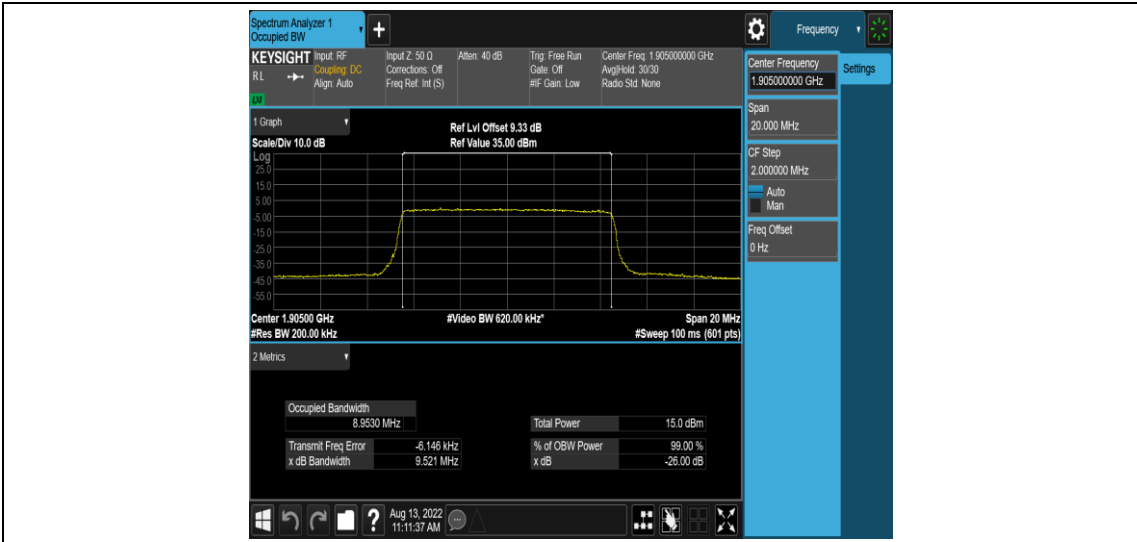 Spectrum Analyzer 1
Occupied BW
+
Frequency
KEYSIGHT
Input: RF
Coupling: DC
Align: Auto
Input Z: 50 Ω
Corrections: Off
Freq Ref: Int (S)
Atten: 40 dB
Trig: Free Run
Gate: Off
#IF Gain: Low
Center Freq: 1.905000000 GHz
Avg|Hold: 30/30
Radio Std: None
RL
LXI
Center Frequency
1.905000000 GHz
Settings
Span
20.000 MHz
CF Step
2.000000 MHz
Auto
Man
Freq Offset
0 Hz
1 Graph
Scale/Div 10.0 dB
Ref Lvl Offset 9.33 dB
Ref Value 35.00 dBm
Log
25.0
15.0
5.00
-5.00
-15.0
-25.0
-35.0
-45.0
-55.0
Center 1.90500 GHz
#Video BW 620.00 kHz*
Span 20 MHz
#Res BW 200.00 kHz
#Sweep 100 ms (601 pts)
2 Metrics
Occupied Bandwidth
8.9530 MHz
Total Power 15.0 dBm
Transmit Freq Error -6.146 kHz
% of OBW Power 99.00 %
x dB Bandwidth 9.521 MHz
x dB -26.00 dB
?
Aug 13, 2022
11:11:37 AM